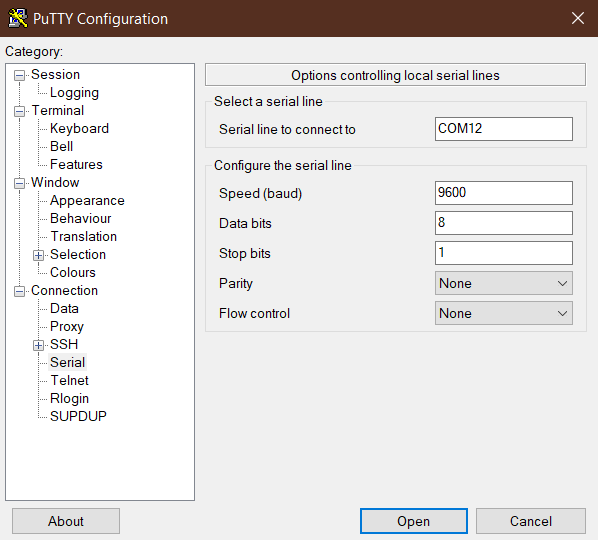 PuTTY Configuration
Category:
Session
Logging
Terminal
Keyboard
Bell
Features
Window
Appearance
Behaviour
Translation
Selection
Colours
Connection
Data
Proxy
SSH
Serial
Telnet
Rlogin
SUPDUP
Options controlling local serial lines
Select a serial line
Serial line to connect to COM12
Configure the serial line
Speed (baud) 9600
Data bits 8
Stop bits 1
Parity None
Flow control None
About Open Cancel